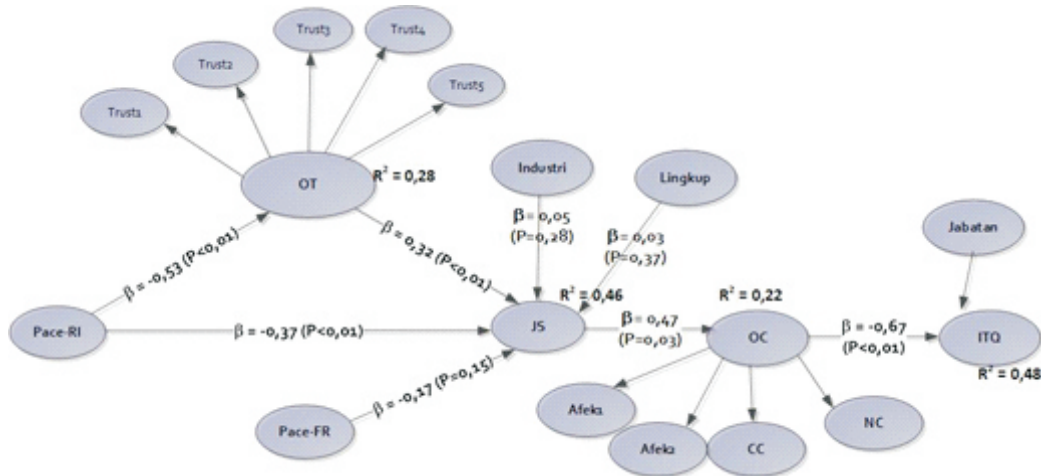 Trust3
Trust4
Trust2
Trust5
Trust1
OT
R² = 0,28
Industri
Lingkup
β = 0,05
(P=0,28)
β = 0,03
(P=0,37)
Jabatan
β = -0,53 (P<0,01)
β = 0,32 (P<0,01)
R² = 0,46
R² = 0,22
Pace-RI
β = -0,37 (P<0,01)
JS
β = 0,47
(P=0,03)
OC
β = -0,67
(P<0,01)
ITQ
R² = 0,48
β = -0,17 (P=0,15)
Pace-FR
Afek1
Afek2
CC
NC